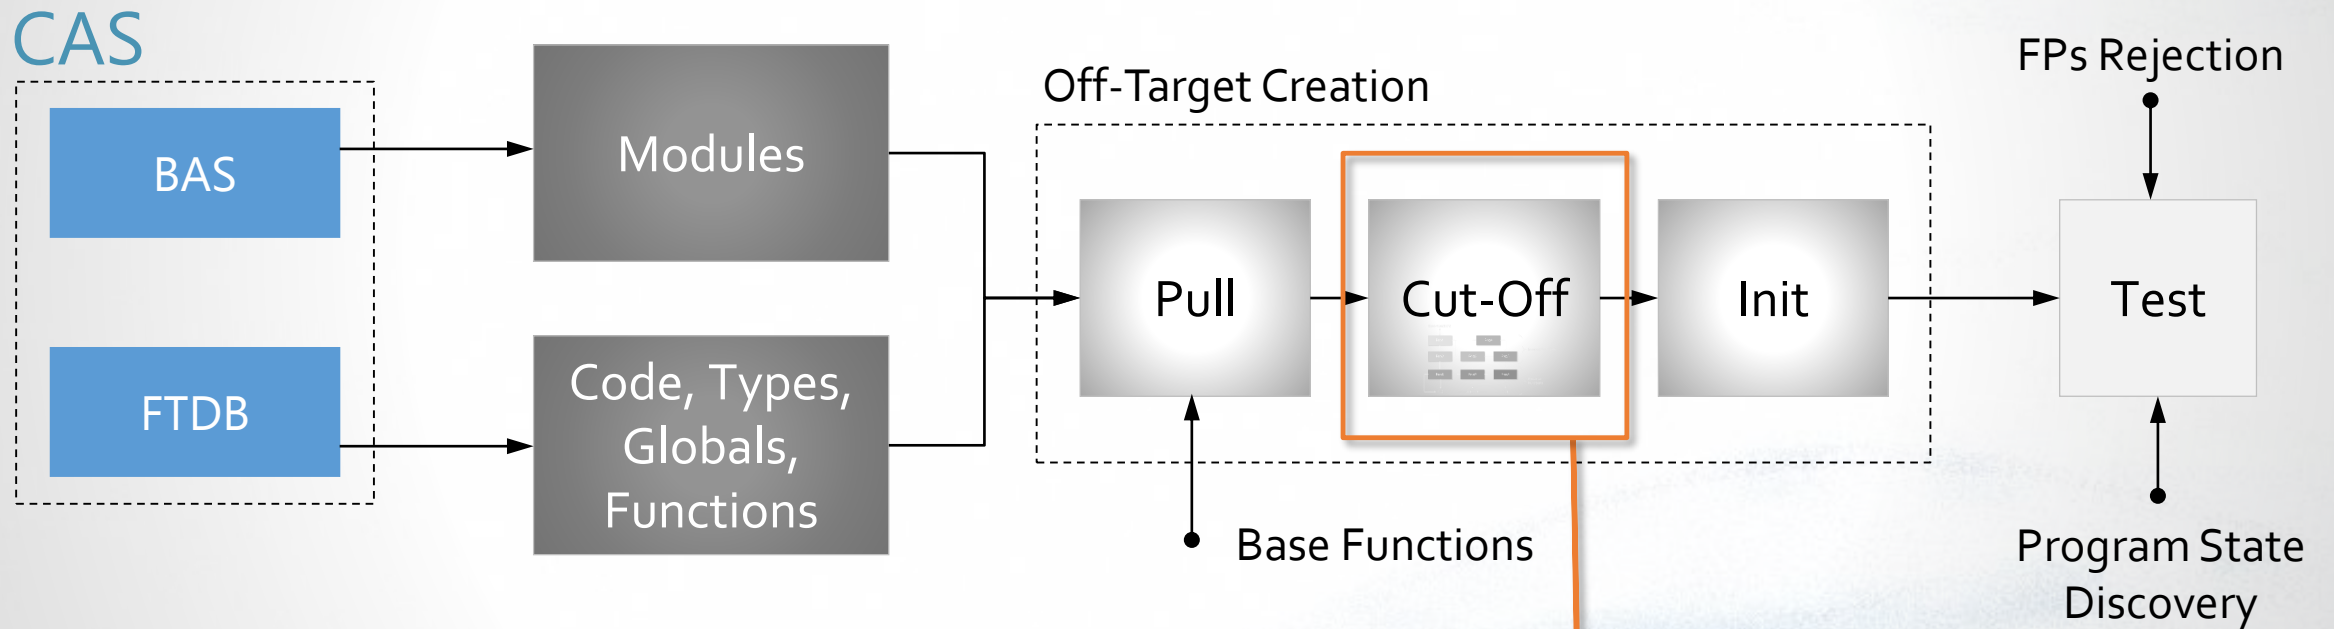 CAS
BAS
FTDB
Modules
Code, Types,
Globals,
Functions
Off-Target Creation
Pull
Cut-Off
Init
Base Functions
FPs Rejection
Test
Program State
Discovery